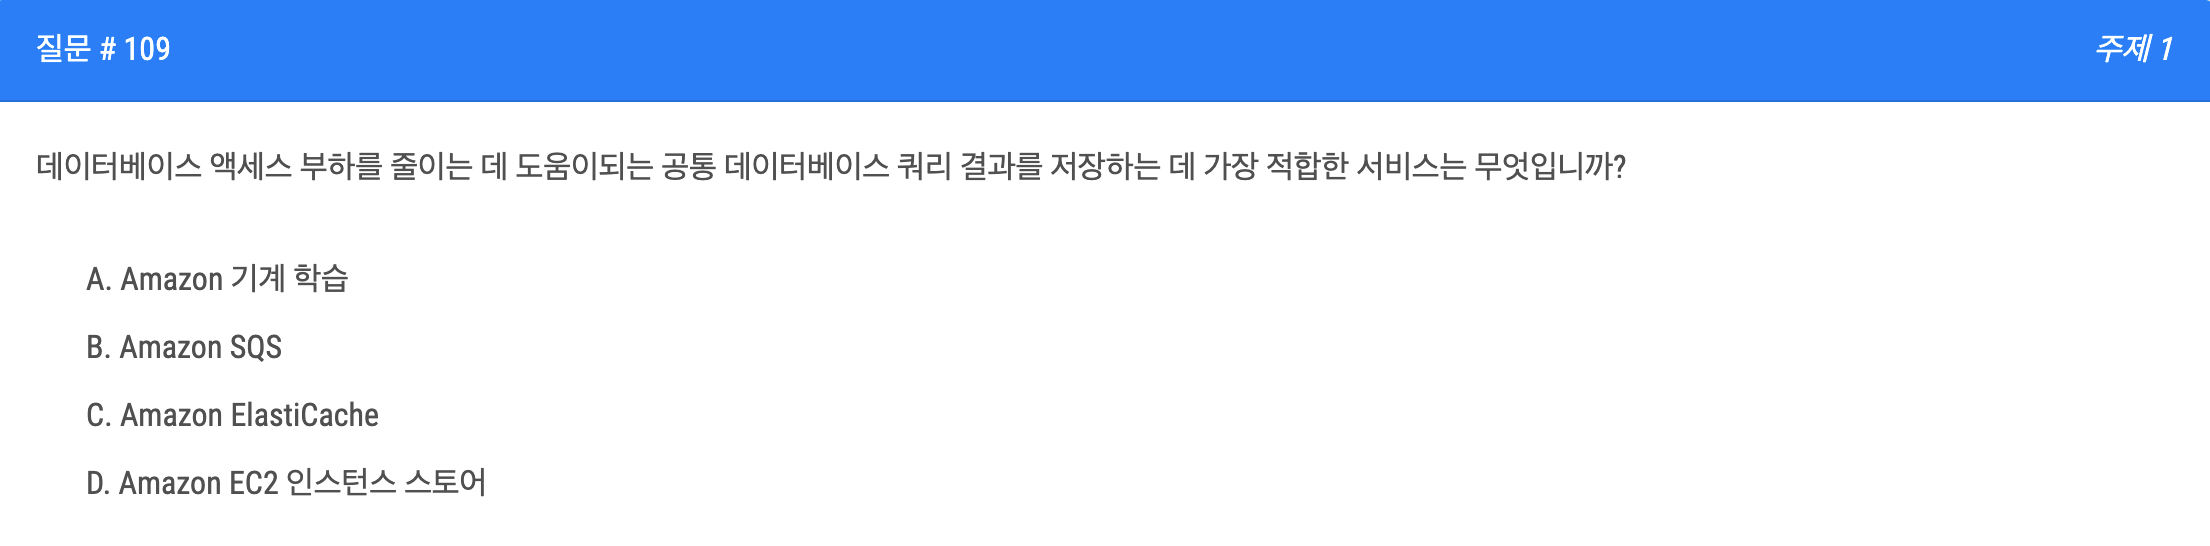 질문 # 109
주제 1
데이터베이스 액세스 부하를 줄이는 데 도움이되는 공통 데이터베이스 쿼리 결과를 저장하는 데 가장 적합한 서비스는 무엇입니까?
A. Amazon 기계 학습
B. Amazon SQS
C. Amazon ElastiCache
D. Amazon EC2 인스턴스 스토어